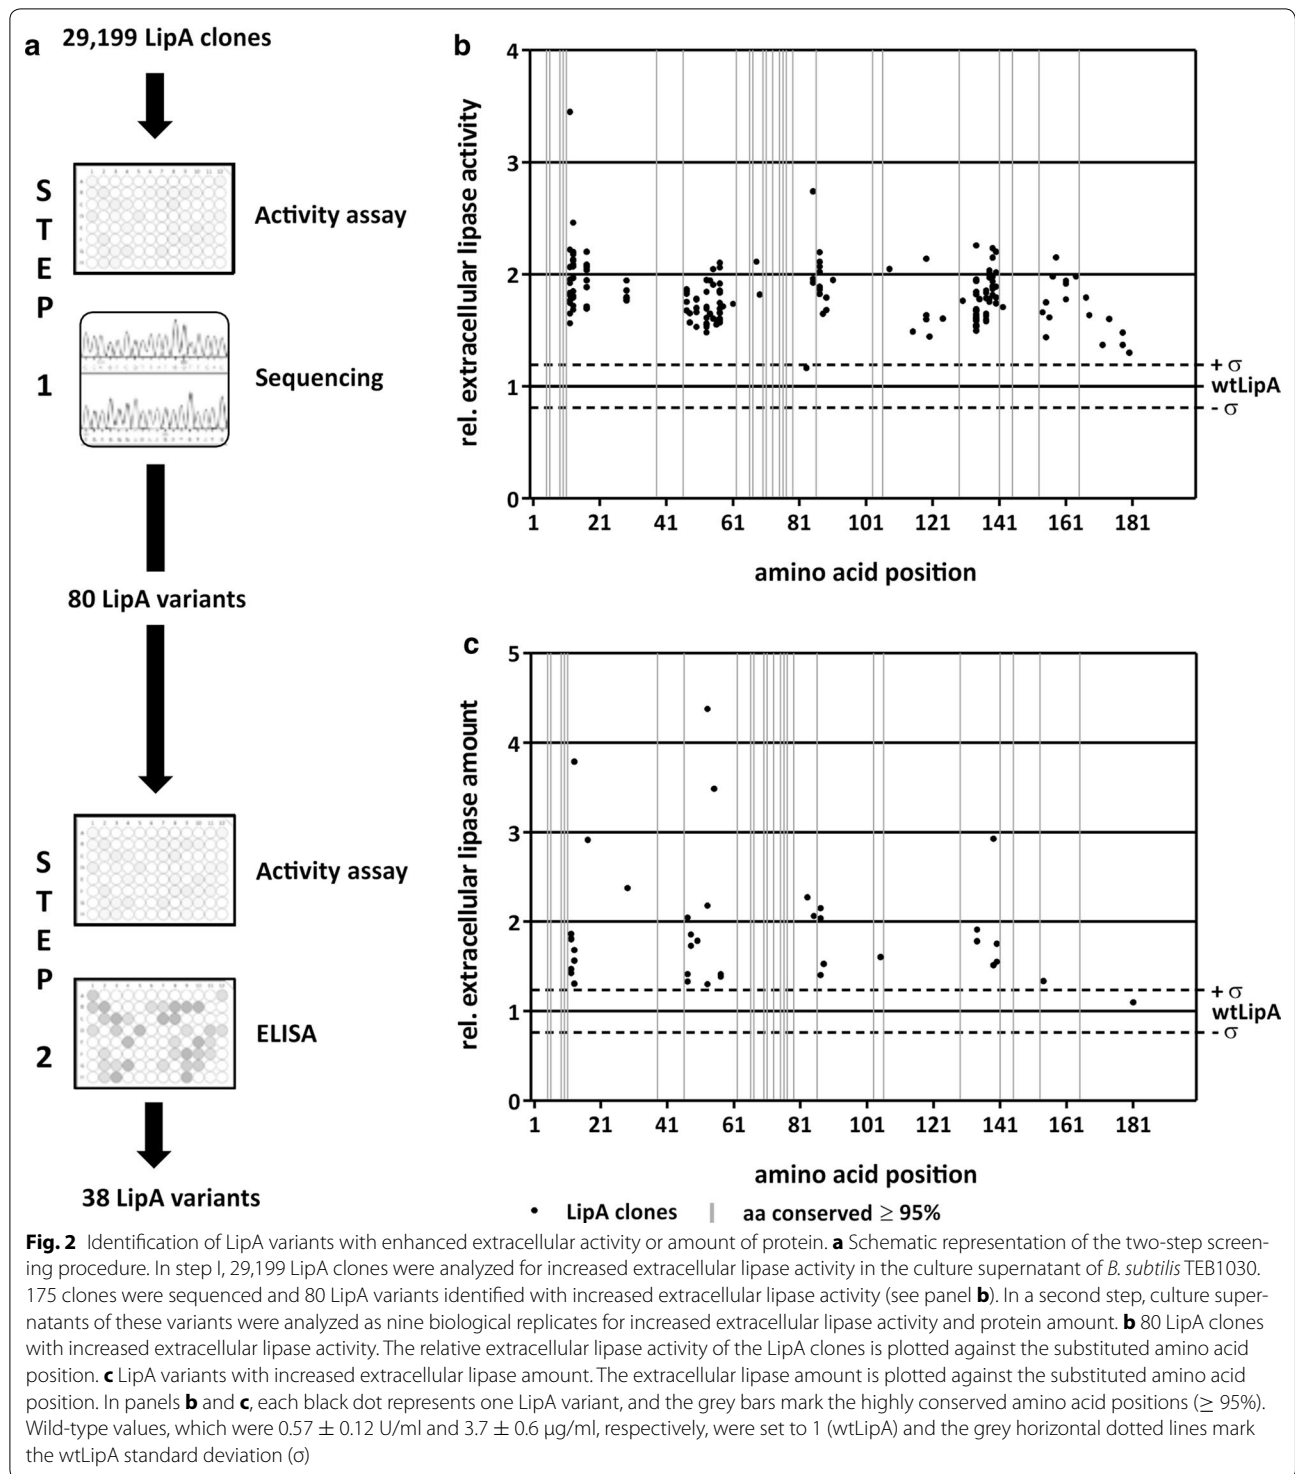 a
29,199 LipA clones
STEP 1
Activity assay
Sequencing
80 LipA variants
STEP 2
Activity assay
ELISA
38 LipA variants
b
rel. extracellular lipase activity
4
3
2
1
0
+ σ
wtLipA
- σ
1 21 41 61 81 101 121 141 161 181
amino acid position
c
rel. extracellular lipase amount
5
4
3
2
1
0
+ σ
wtLipA
- σ
1 21 41 61 81 101 121 141 161 181
amino acid position
• LipA clones | aa conserved ≥ 95%
Fig. 2 Identification of LipA variants with enhanced extracellular activity or amount of protein. a Schematic representation of the two-step screen-
ing procedure. In step I, 29,199 LipA clones were analyzed for increased extracellular lipase activity in the culture supernatant of B. subtilis TEB1030.
175 clones were sequenced and 80 LipA variants identified with increased extracellular lipase activity (see panel b). In a second step, culture super-
natants of these variants were analyzed as nine biological replicates for increased extracellular lipase activity and protein amount. b 80 LipA clones
with increased extracellular lipase activity. The relative extracellular lipase activity of the LipA clones is plotted against the substituted amino acid
position. c LipA variants with increased extracellular lipase amount. The extracellular lipase amount is plotted against the substituted amino acid
position. In panels b and c, each black dot represents one LipA variant, and the grey bars mark the highly conserved amino acid positions (≥ 95%).
Wild-type values, which were 0.57 ± 0.12 U/ml and 3.7 ± 0.6 µg/ml, respectively, were set to 1 (wtLipA) and the grey horizontal dotted lines mark
the wtLipA standard deviation (σ)